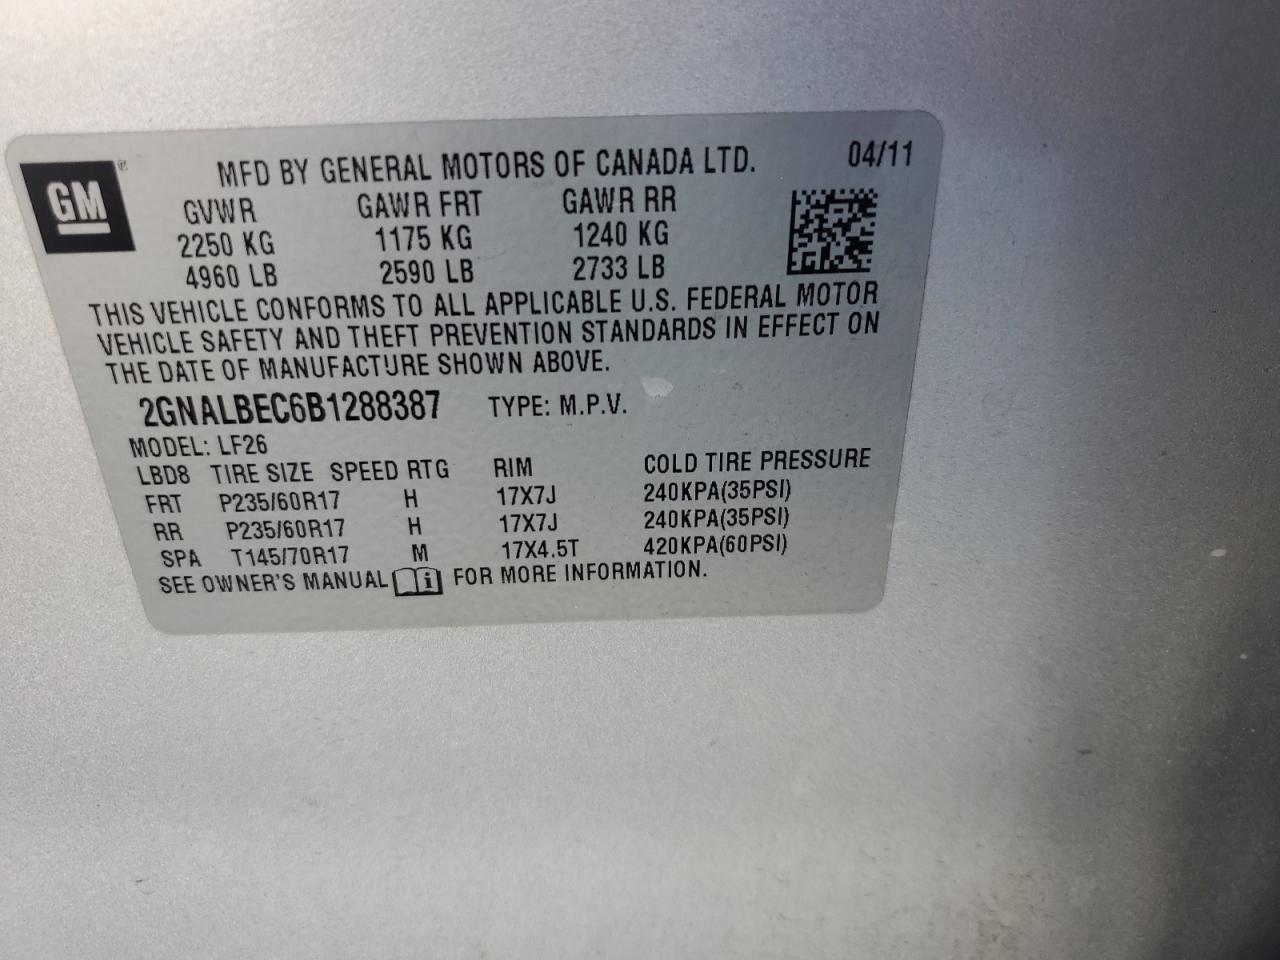 GM ® MFD BY GENERAL MOTORS OF CANADA LTD. 04/11
GVWR GAWR FRT GAWR RR
2250 KG 1175 KG 1240 KG
4960 LB 2590 LB 2733 LB
THIS VEHICLE CONFORMS TO ALL APPLICABLE U.S. FEDERAL MOTOR
VEHICLE SAFETY AND THEFT PREVENTION STANDARDS IN EFFECT ON
THE DATE OF MANUFACTURE SHOWN ABOVE.
2GNALBEC6B1288387 TYPE: M.P.V.
MODEL: LF26
LBD8 TIRE SIZE SPEED RTG RIM COLD TIRE PRESSURE
FRT P235/60R17 H 17X7J 240KPA(35PSI)
RR P235/60R17 H 17X7J 240KPA(35PSI)
SPA T145/70R17 M 17X4.5T 420KPA(60PSI)
SEE OWNER'S MANUAL i FOR MORE INFORMATION.